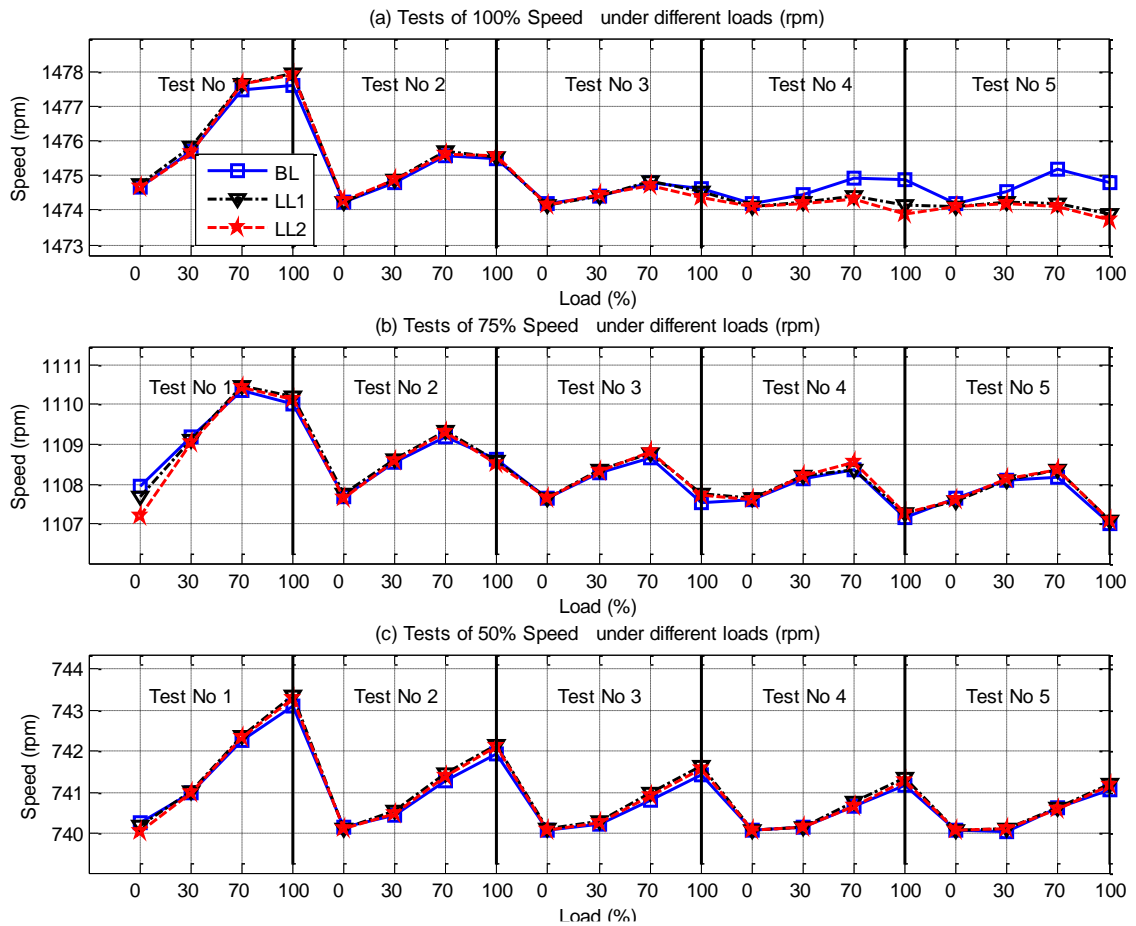 (a) Tests of 100% Speed under different loads (rpm)
Speed (rpm)
1478
1477
1476
1475
1474
1473
Test No
Test No 2
Test No 3
Test No 4
Test No 5
BL
LL1
LL2
0 30 70 100 0 30 70 100 0 30 70 100 0 30 70 100 0 30 70 100
Load (%)
(b) Tests of 75% Speed under different loads (rpm)
Speed (rpm)
1111
1110
1109
1108
1107
Test No 1
Test No 2
Test No 3
Test No 4
Test No 5
0 30 70 100 0 30 70 100 0 30 70 100 0 30 70 100 0 30 70 100
Load (%)
(c) Tests of 50% Speed under different loads (rpm)
Speed (rpm)
744
743
742
741
740
Test No 1
Test No 2
Test No 3
Test No 4
Test No 5
0 30 70 100 0 30 70 100 0 30 70 100 0 30 70 100 0 30 70 100
Load (%)